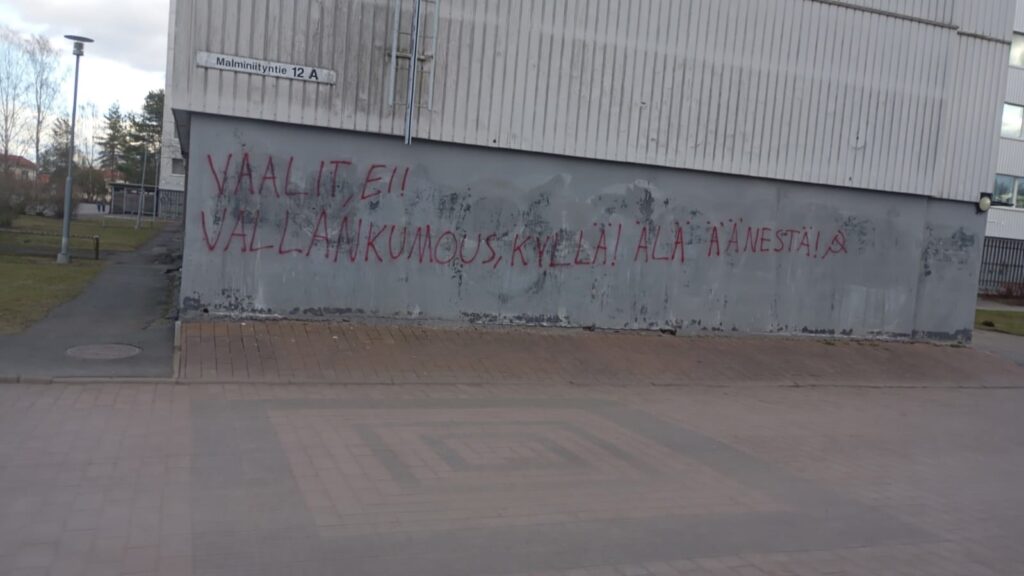 Malminiityntie 12 A
VAALIT, EI!
VALLANKUMOUS, KYLLÄ! ÄLÄ ÄÄNESTÄ! ☭